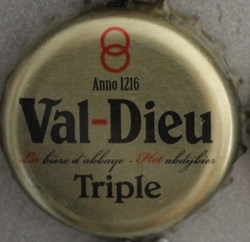 Anno 1216
Val-Dieu
La bière d'abbaye - Het abdijbier
Triple